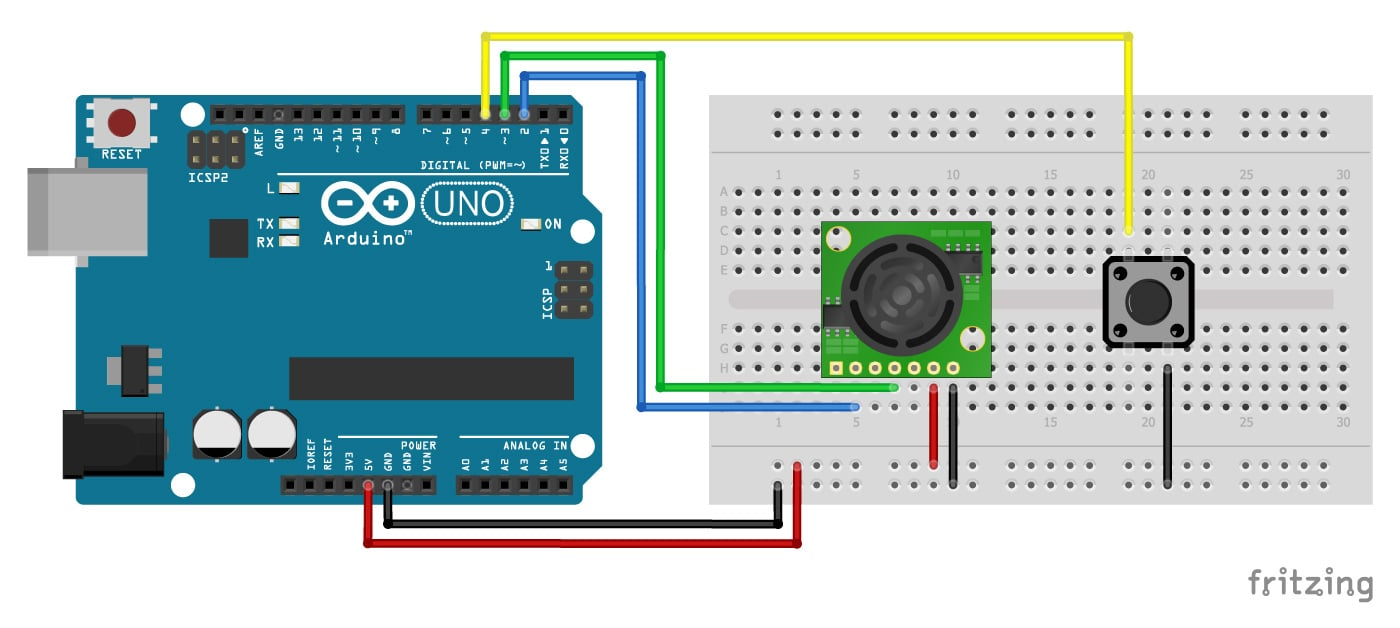 RESET
ICSP2
AREF
GND
13
12
~11
~10
~9
8
7
~6
~5
4
~3
2
TX0▶1
RX0◀0
DIGITAL (PWM=~)
L
TX
RX
Arduino™
UNO
ON
1
ICSP
IOREF
RESET
3V3
5V
GND
GND
VIN
POWER
ANALOG IN
A0
A1
A2
A3
A4
A5
1 5 10 15 20 25 30
A
B
C
D
E
F
G
H
1 5 10 15 20 25 30
fritzing